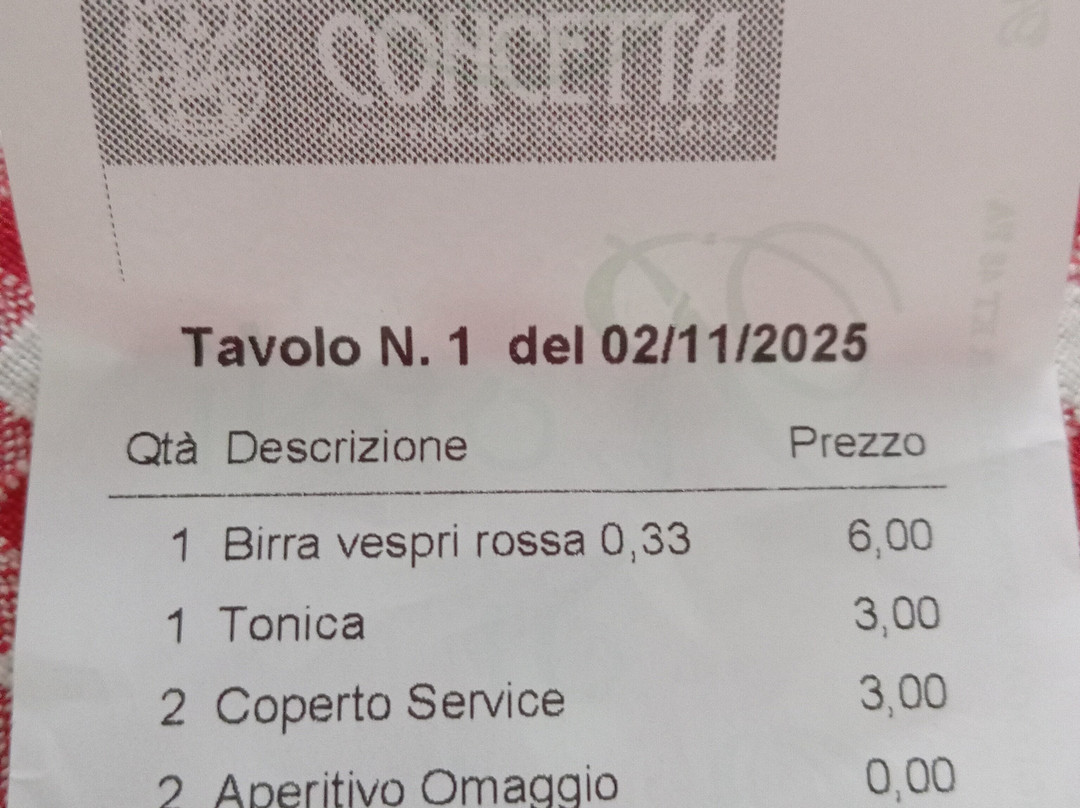 CONCETTA
Tavolo N. 1 del 02/11/2025
Qtà Descrizione Prezzo
1 Birra vespri rossa 0,33 6,00
1 Tonica 3,00
2 Coperto Service 3,00
2 Aperitivo Omaggio 0,00